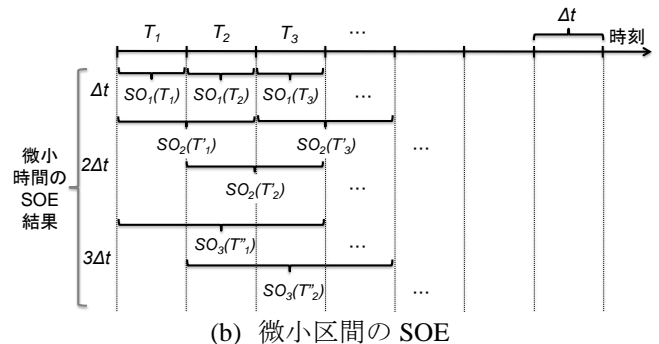 T₁ T₂ T₃ … Δt 時刻
Δt SO₁(T₁) SO₁(T₂) SO₁(T₃) …
SO₂(T'₁) SO₂(T'₃) …
2Δt
SO₂(T'₂) …
微小
時間の
SOE
結果
SO₃(T"₁) …
3Δt
SO₃(T"₂) …
(b) 微小区間の SOE